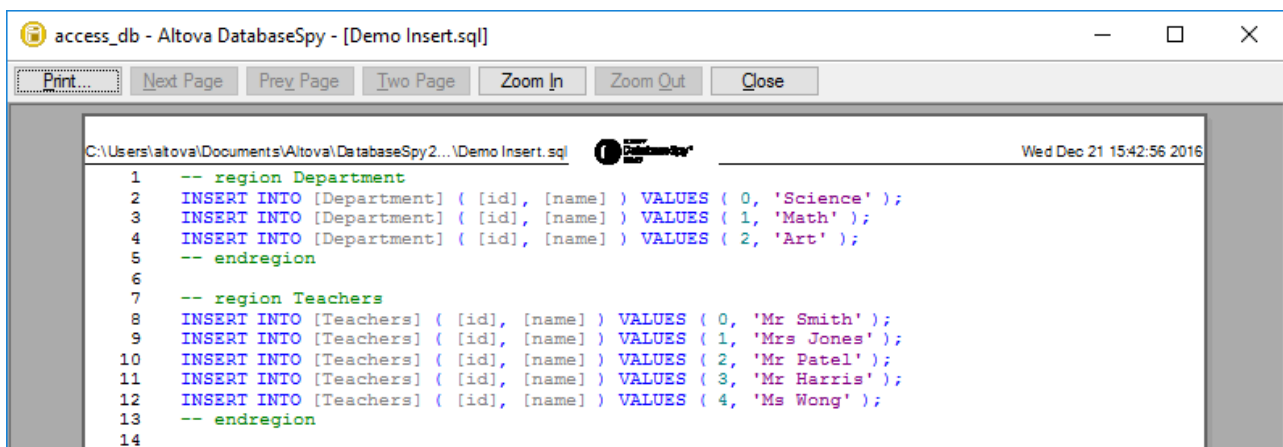 access_db - Altova DatabaseSpy - [Demo Insert.sql]
Print... Next Page Prev Page Two Page Zoom In Zoom Out Close
C:\Users\altova\Documents\Altova\DatabaseSpy2...\Demo Insert.sql DatabaseSpy® Wed Dec 21 15:42:56 2016
1 -- region Department
2 INSERT INTO [Department] ( [id], [name] ) VALUES ( 0, 'Science' );
3 INSERT INTO [Department] ( [id], [name] ) VALUES ( 1, 'Math' );
4 INSERT INTO [Department] ( [id], [name] ) VALUES ( 2, 'Art' );
5 -- endregion
6
7 -- region Teachers
8 INSERT INTO [Teachers] ( [id], [name] ) VALUES ( 0, 'Mr Smith' );
9 INSERT INTO [Teachers] ( [id], [name] ) VALUES ( 1, 'Mrs Jones' );
10 INSERT INTO [Teachers] ( [id], [name] ) VALUES ( 2, 'Mr Patel' );
11 INSERT INTO [Teachers] ( [id], [name] ) VALUES ( 3, 'Mr Harris' );
12 INSERT INTO [Teachers] ( [id], [name] ) VALUES ( 4, 'Ms Wong' );
13 -- endregion
14